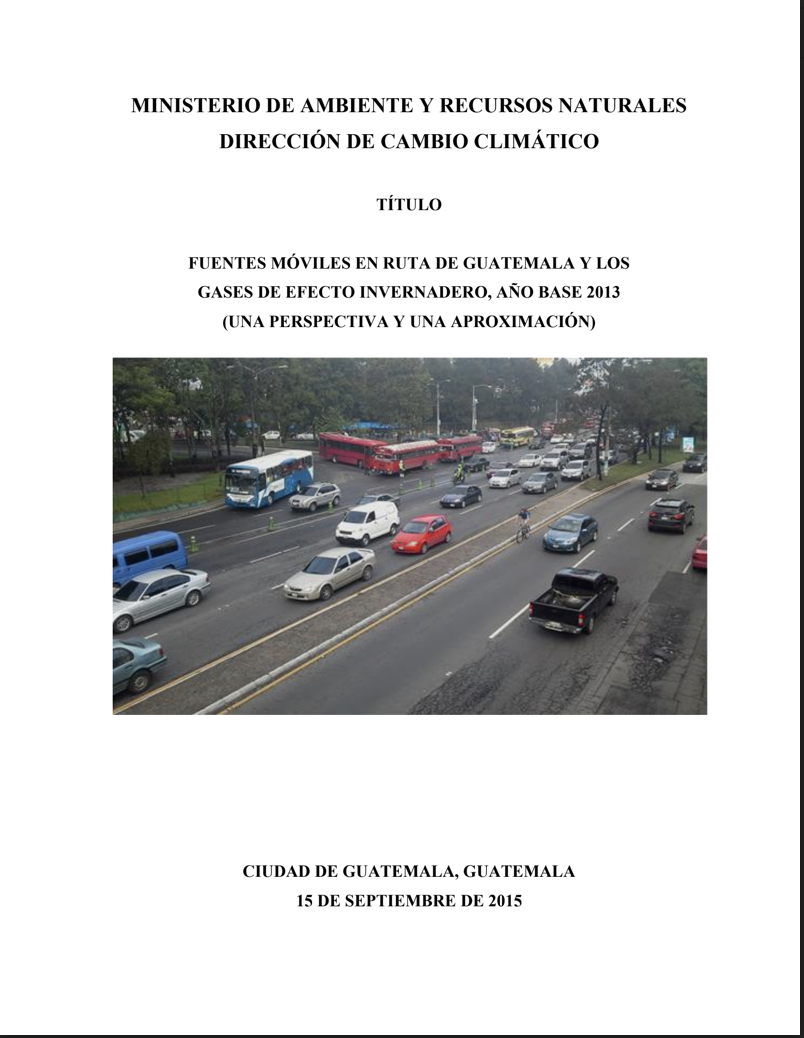 MINISTERIO DE AMBIENTE Y RECURSOS NATURALES
DIRECCIÓN DE CAMBIO CLIMÁTICO
TÍTULO
FUENTES MÓVILES EN RUTA DE GUATEMALA Y LOS
GASES DE EFECTO INVERNADERO, AÑO BASE 2013
(UNA PERSPECTIVA Y UNA APROXIMACIÓN)
CIUDAD DE GUATEMALA, GUATEMALA
15 DE SEPTIEMBRE DE 2015